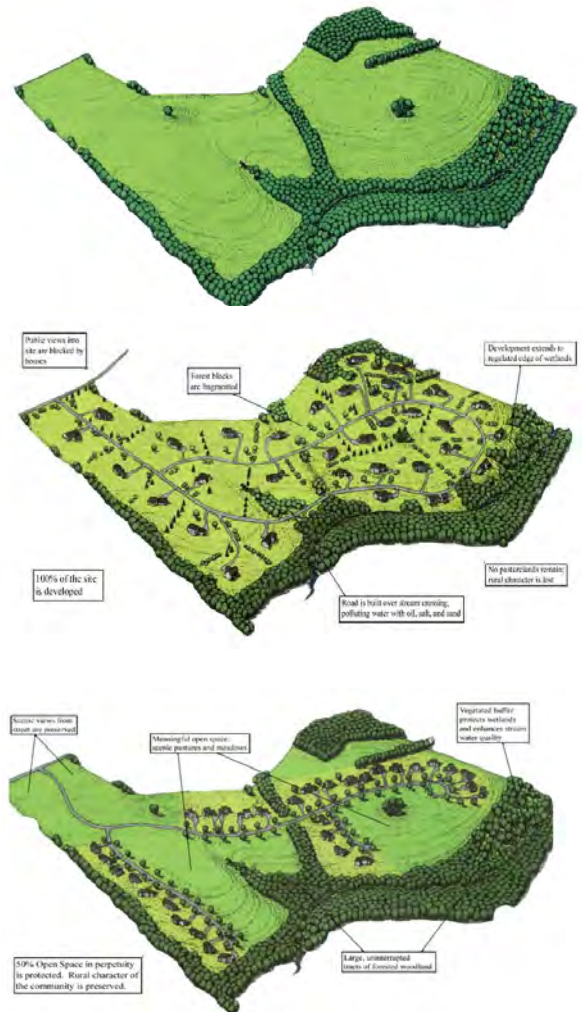 Public views into
site are blocked by
houses
Forest blocks
are fragmented
Development extends to
regulated edge of wetlands
100% of the site
is developed
No pasturelands remain;
rural character is lost
Road is built over stream crossing,
polluting water with oil, salt, and sand
Scenic views from
street are preserved
Meaningful open space:
scenic pastures and meadows
Vegetated buffer
protects wetlands
and enhances stream
water quality
50% Open Space in perpetuity
is protected. Rural character of
the community is preserved.
Large, uninterrupted
tracts of forested woodland